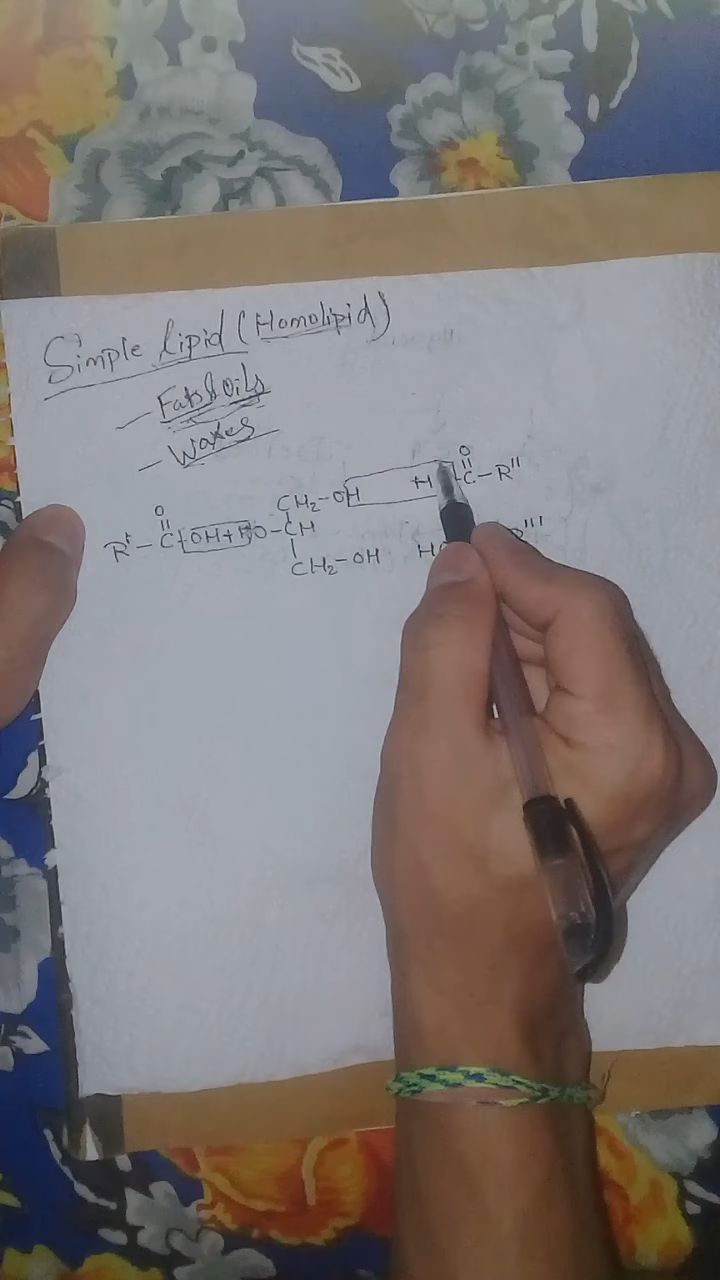 Simple Lipid (Homolipid)
— Fats & Oils
— Waxes
O
CH₂-OH H C-R''
O
R'-C-OH+HO-CH
R'''
CH₂-OH H